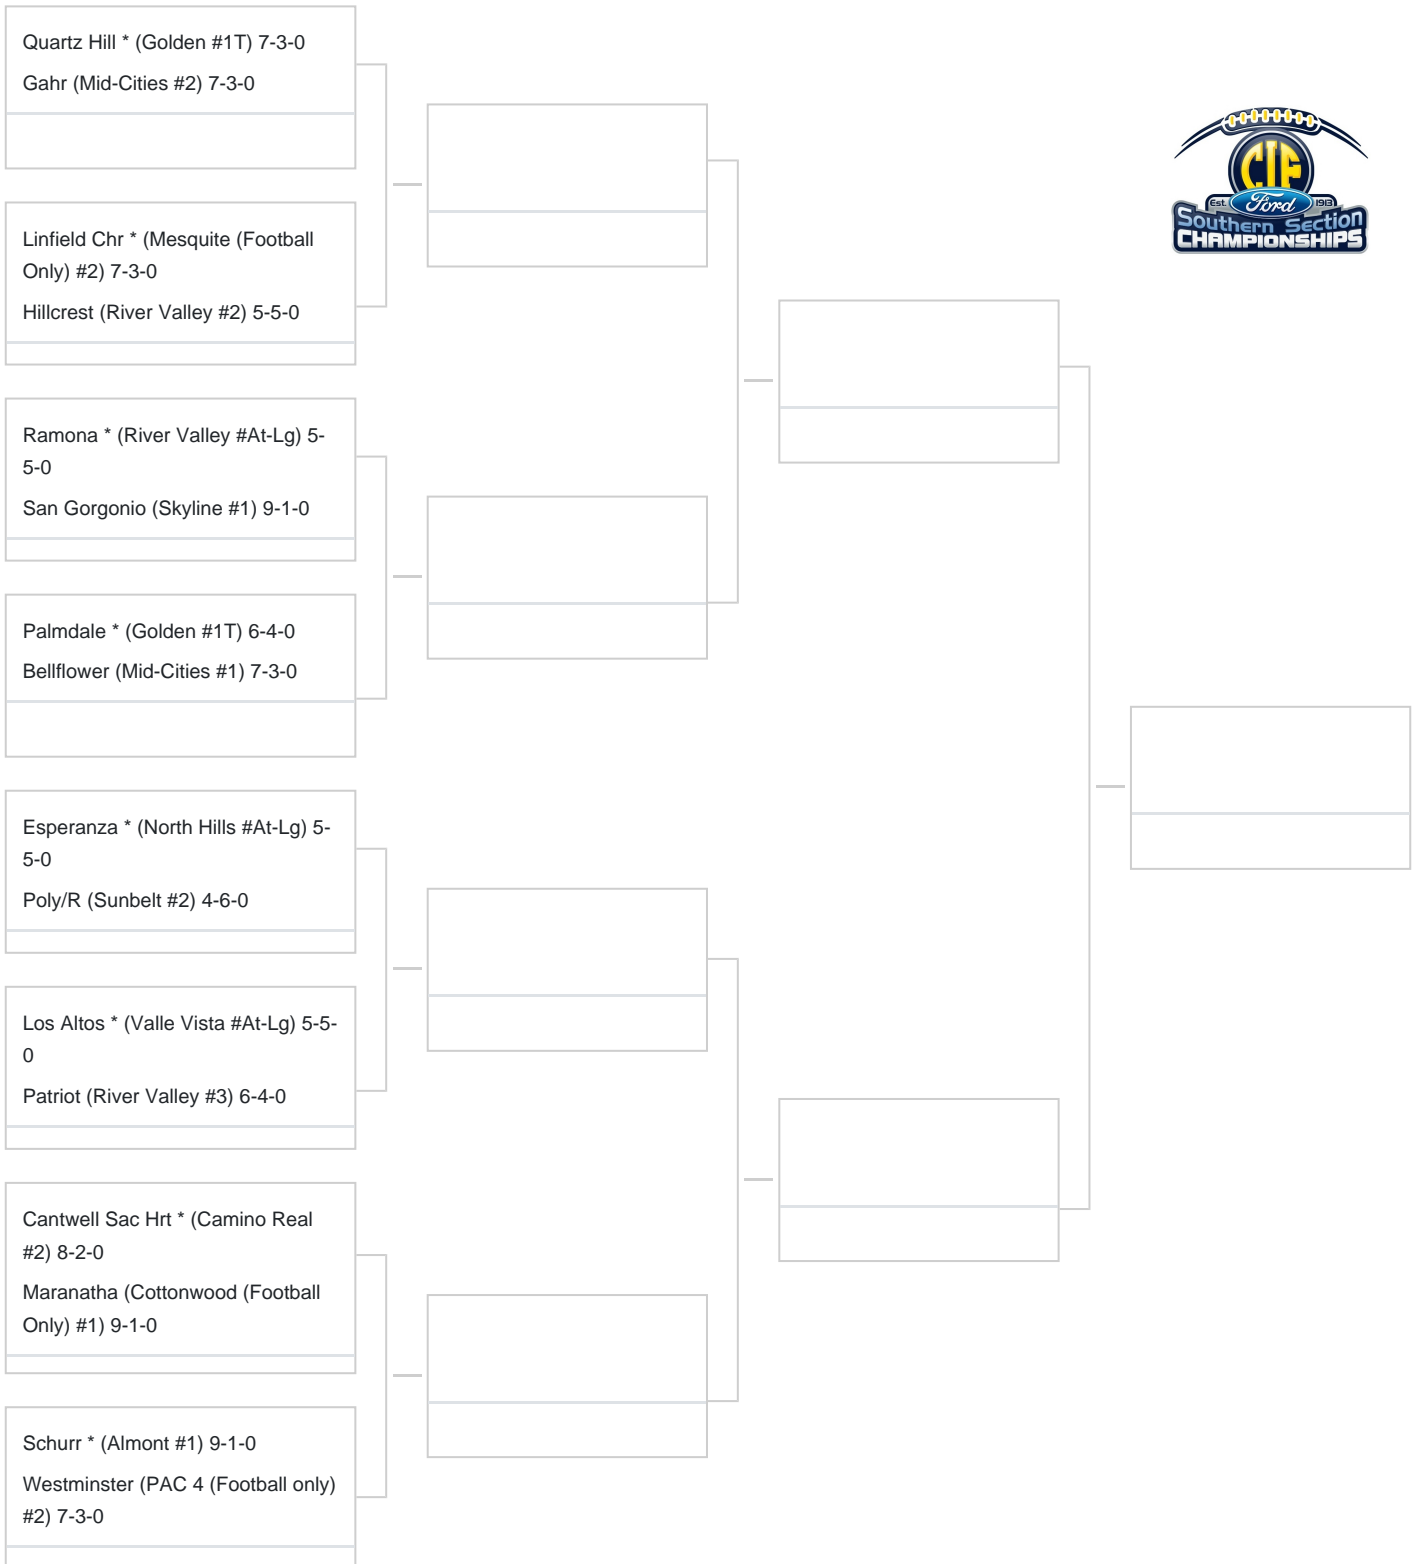 Quartz Hill * (Golden #1T) 7-3-0
Gahr (Mid-Cities #2) 7-3-0
Linfield Chr * (Mesquite (Football
Only) #2) 7-3-0
Hillcrest (River Valley #2) 5-5-0
Ramona * (River Valley #At-Lg) 5-
5-0
San Gorgonio (Skyline #1) 9-1-0
Palmdale * (Golden #1T) 6-4-0
Bellflower (Mid-Cities #1) 7-3-0
Esperanza * (North Hills #At-Lg) 5-
5-0
Poly/R (Sunbelt #2) 4-6-0
Los Altos * (Valle Vista #At-Lg) 5-5-
0
Patriot (River Valley #3) 6-4-0
Cantwell Sac Hrt * (Camino Real
#2) 8-2-0
Maranatha (Cottonwood (Football
Only) #1) 9-1-0
Schurr * (Almont #1) 9-1-0
Westminster (PAC 4 (Football only)
#2) 7-3-0
CIF
Est. Ford 1913
Southern Section
CHAMPIONSHIPS